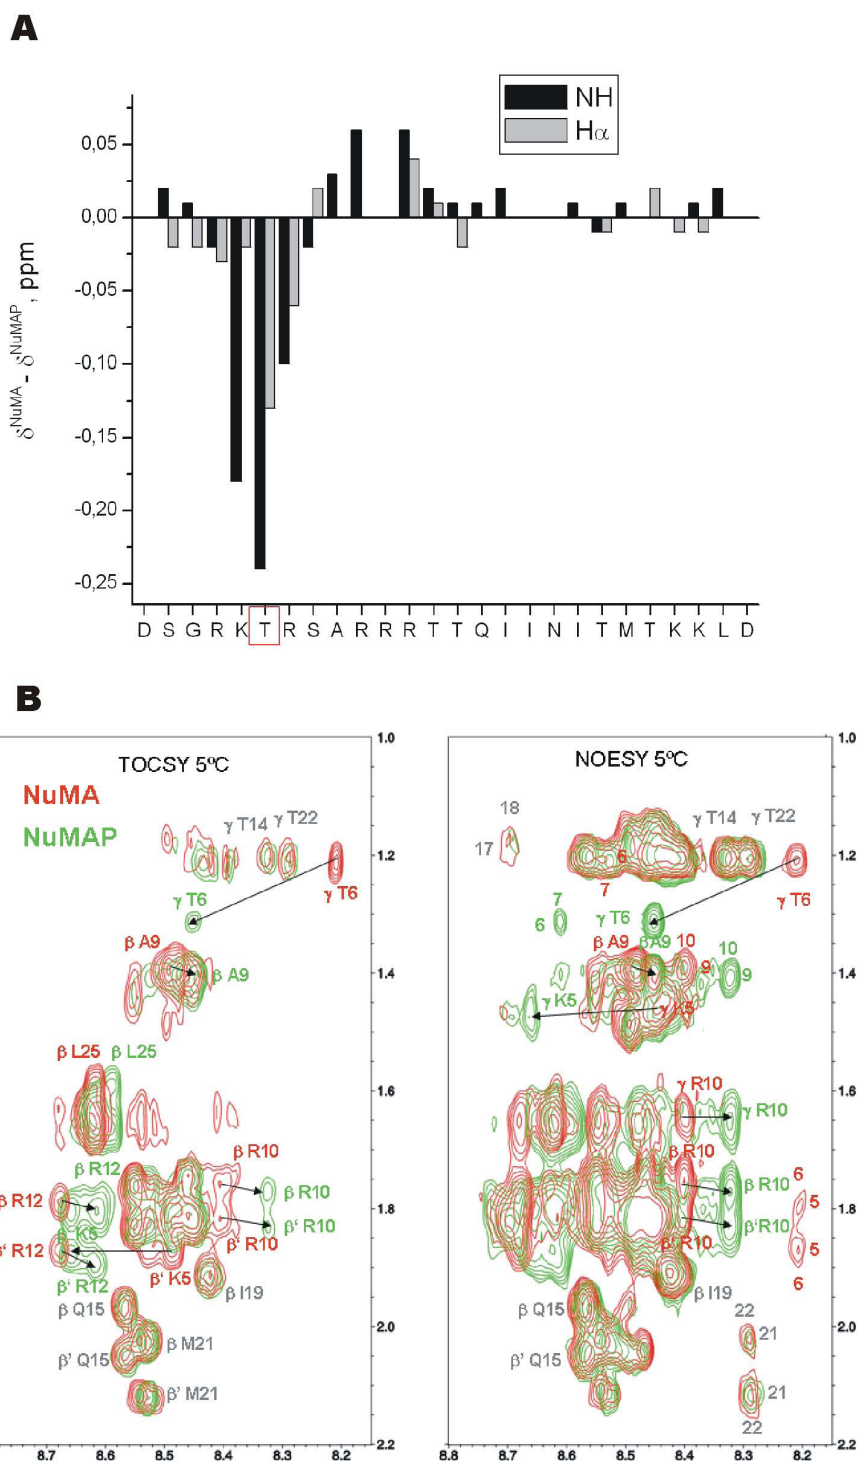 A
NH
Hα
0,05
0,00
-0,05
-0,10
-0,15
-0,20
-0,25
δNuMA - δNuMAP, ppm
D S G R K T R S A R R R T T Q I I N I T M T K K L D
B
TOCSY 5ºC
NuMA
NuMAP
γ T14
γ T22
γ T6
γ T6
β A9
β A9
β L25
β L25
β R12
β R10
β R12
β R10
β K5
β' R10
β' R12
β' R10
β' K5
β' R12
β I19
β Q15
β M21
β' Q15
β' M21
1.0
1.2
1.4
1.6
1.8
2.0
2.2
8.7 8.6 8.5 8.4 8.3 8.2
NOESY 5ºC
18
17
γ T14
γ T22
6
7
γ T6
7
6
γ T6
β A9
βA9
10
9
10
9
γ K5
γ K5
γ R10
γ R10
β R10
β R10
6
5
β'R10
β' R10
5
6
β I19
β Q15
22
21
β' Q15
21
22
1.0
1.2
1.4
1.6
1.8
2.0
2.2
8.8 8.7 8.6 8.5 8.4 8.3 8.2